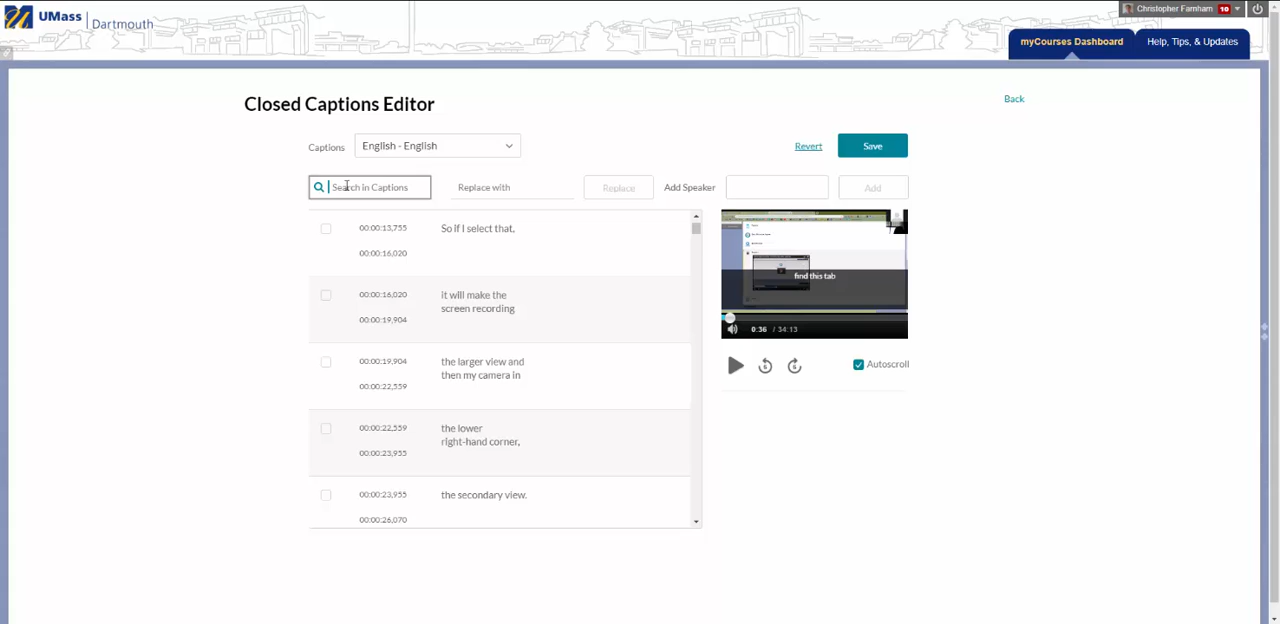 UMass Dartmouth
Christopher Farnham 10
myCourses Dashboard
Help, Tips, & Updates
Closed Captions Editor
Back
Captions
English - English
Revert
Save
Search in Captions
Replace with
Replace
Add Speaker
Add
00:00:13,755
So if I select that,
00:00:16,020
00:00:16,020
it will make the
screen recording
00:00:19,904
00:00:19,904
the larger view and
then my camera in
00:00:22,559
00:00:22,559
the lower
right-hand corner,
00:00:23,955
00:00:23,955
the secondary view.
00:00:26,070
find this tab
0:36 / 34:13
5
5
Autoscroll